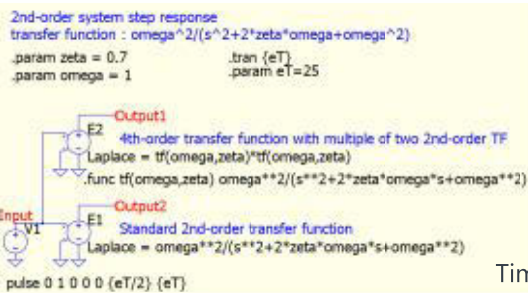 2nd-order system step response
transfer function : omega^2/(s^2+2*zeta*omega+omega^2)
.param zeta = 0.7
.tran {eT}
.param omega = 1
.param eT=25
Output1
E2
4th-order transfer function with multiple of two 2nd-order TF
Laplace = tf(omega,zeta)*tf(omega,zeta)
.func tf(omega,zeta) omega**2/(s**2+2*zeta*omega*s+omega**2)
Output2
Input
V1
E1
Standard 2nd-order transfer function
Laplace = omega**2/(s**2+2*zeta*omega*s+omega**2)
Tim
pulse 0 1 0 0 0 {eT/2} {eT}